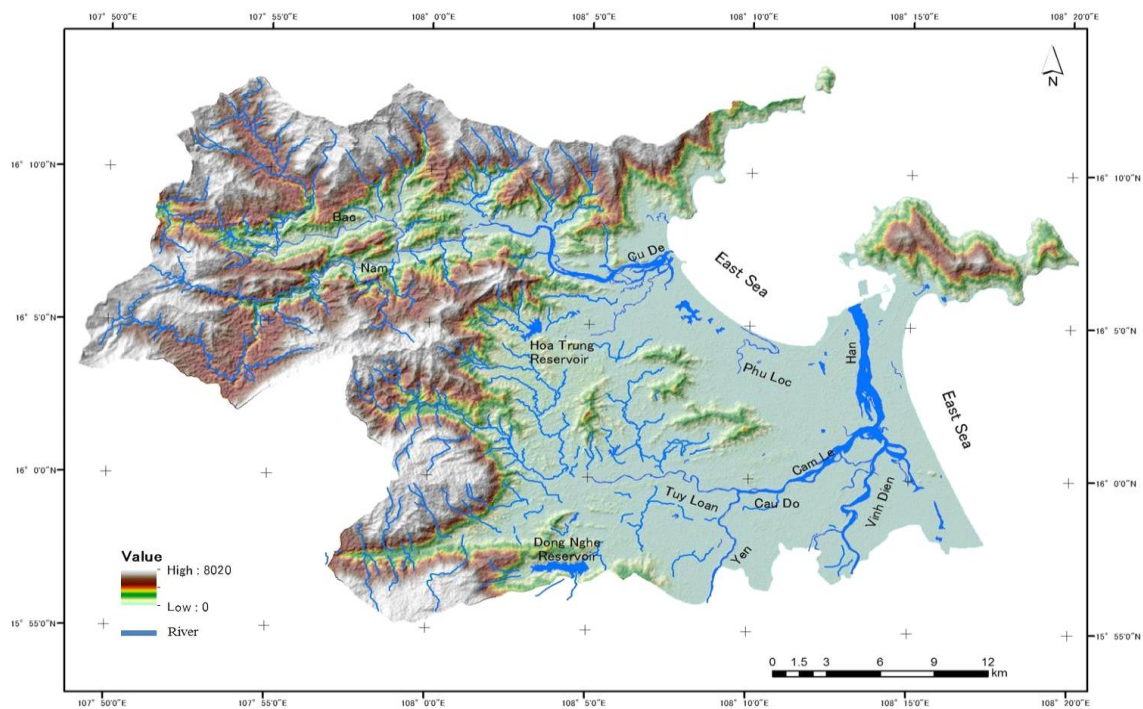 107° 50'0"E
107° 55'0"E
108° 0'0"E
108° 5'0"E
108° 10'0"E
108° 15'0"E
108° 20'0"E
N
16° 10'0"N
16° 10'0"N
Bac
Nam
Cu De
East Sea
16° 5'0"N
16° 5'0"N
Hoa Trung
Reservoir
Han
Phu Loc
East Sea
16° 0'0"N
16° 0'0"N
Cam Le
Tuy Loan
Cau Do
Vinh Dien
Dong Nghe
Reservoir
Yen
Value
High : 8020
Low : 0
River
15° 55'0"N
15° 55'0"N
0 1.5 3 6 9 12
km
107° 50'0"E
107° 55'0"E
108° 0'0"E
108° 5'0"E
108° 10'0"E
108° 15'0"E
108° 20'0"E